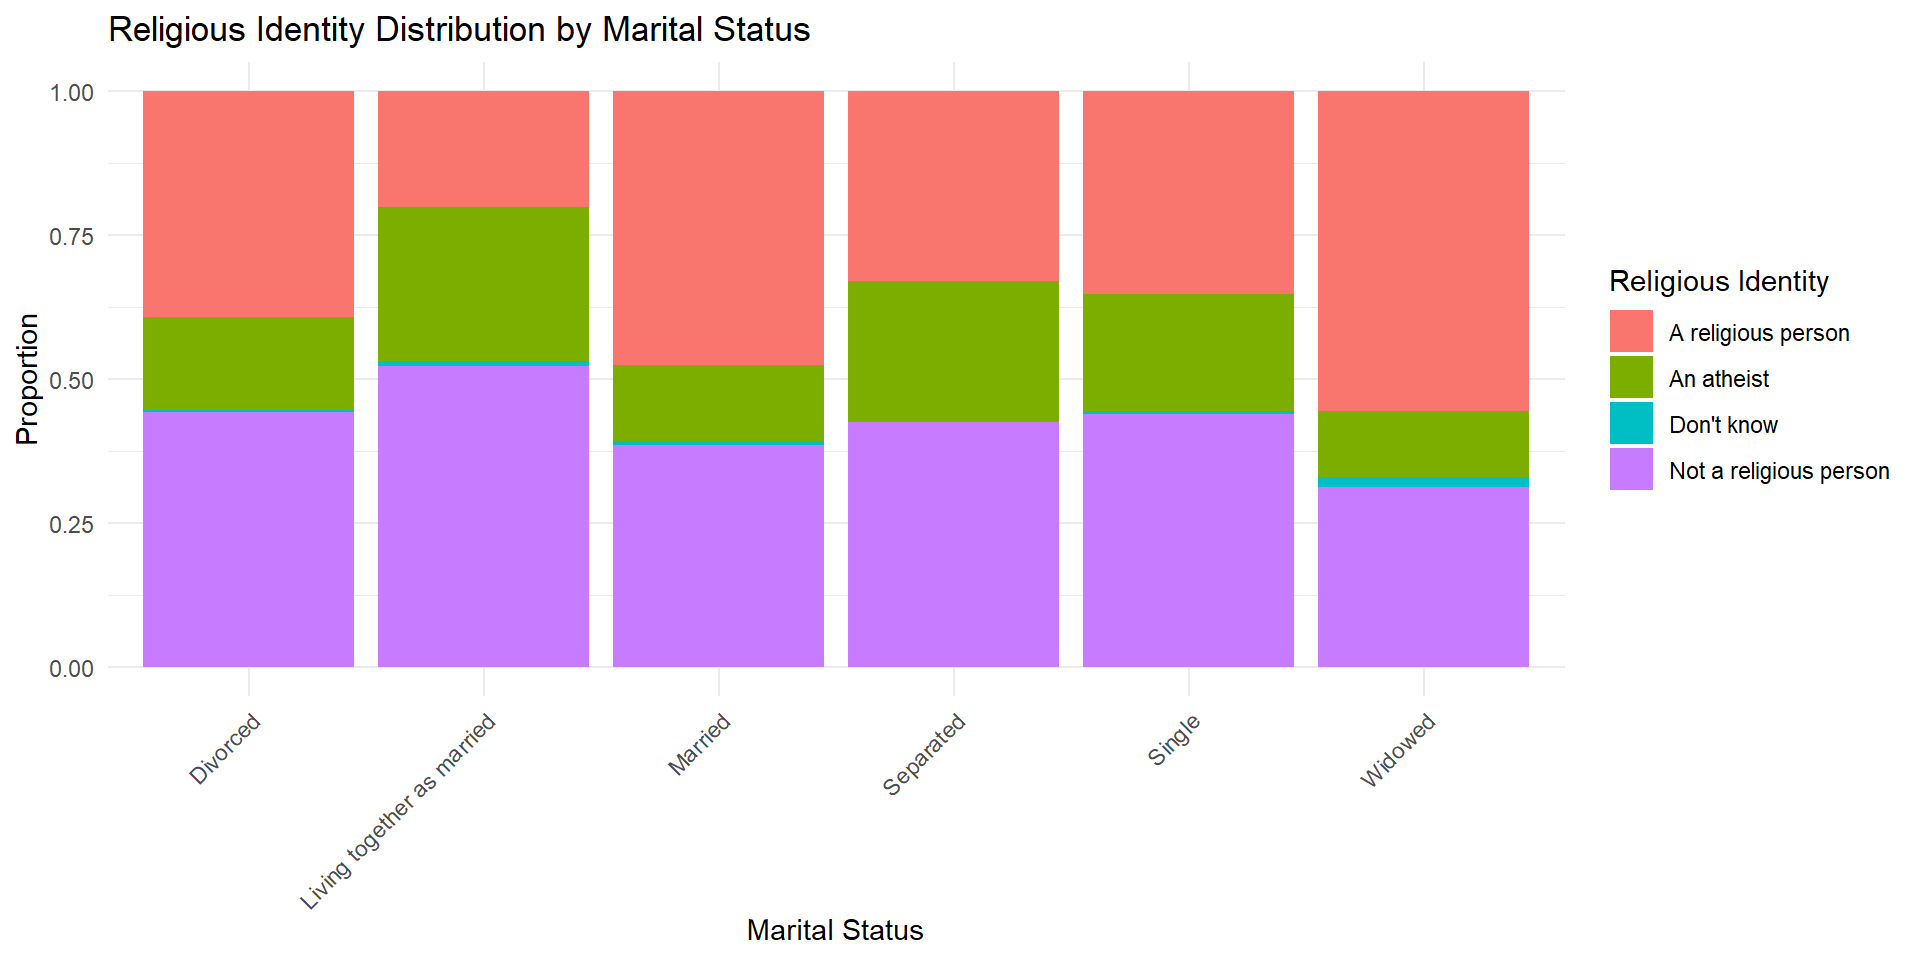 Religious Identity Distribution by Marital Status
Proportion
1.00
0.75
0.50
0.25
0.00
Divorced
Living together as married
Married
Separated
Single
Widowed
Marital Status
Religious Identity
A religious person
An atheist
Don't know
Not a religious person